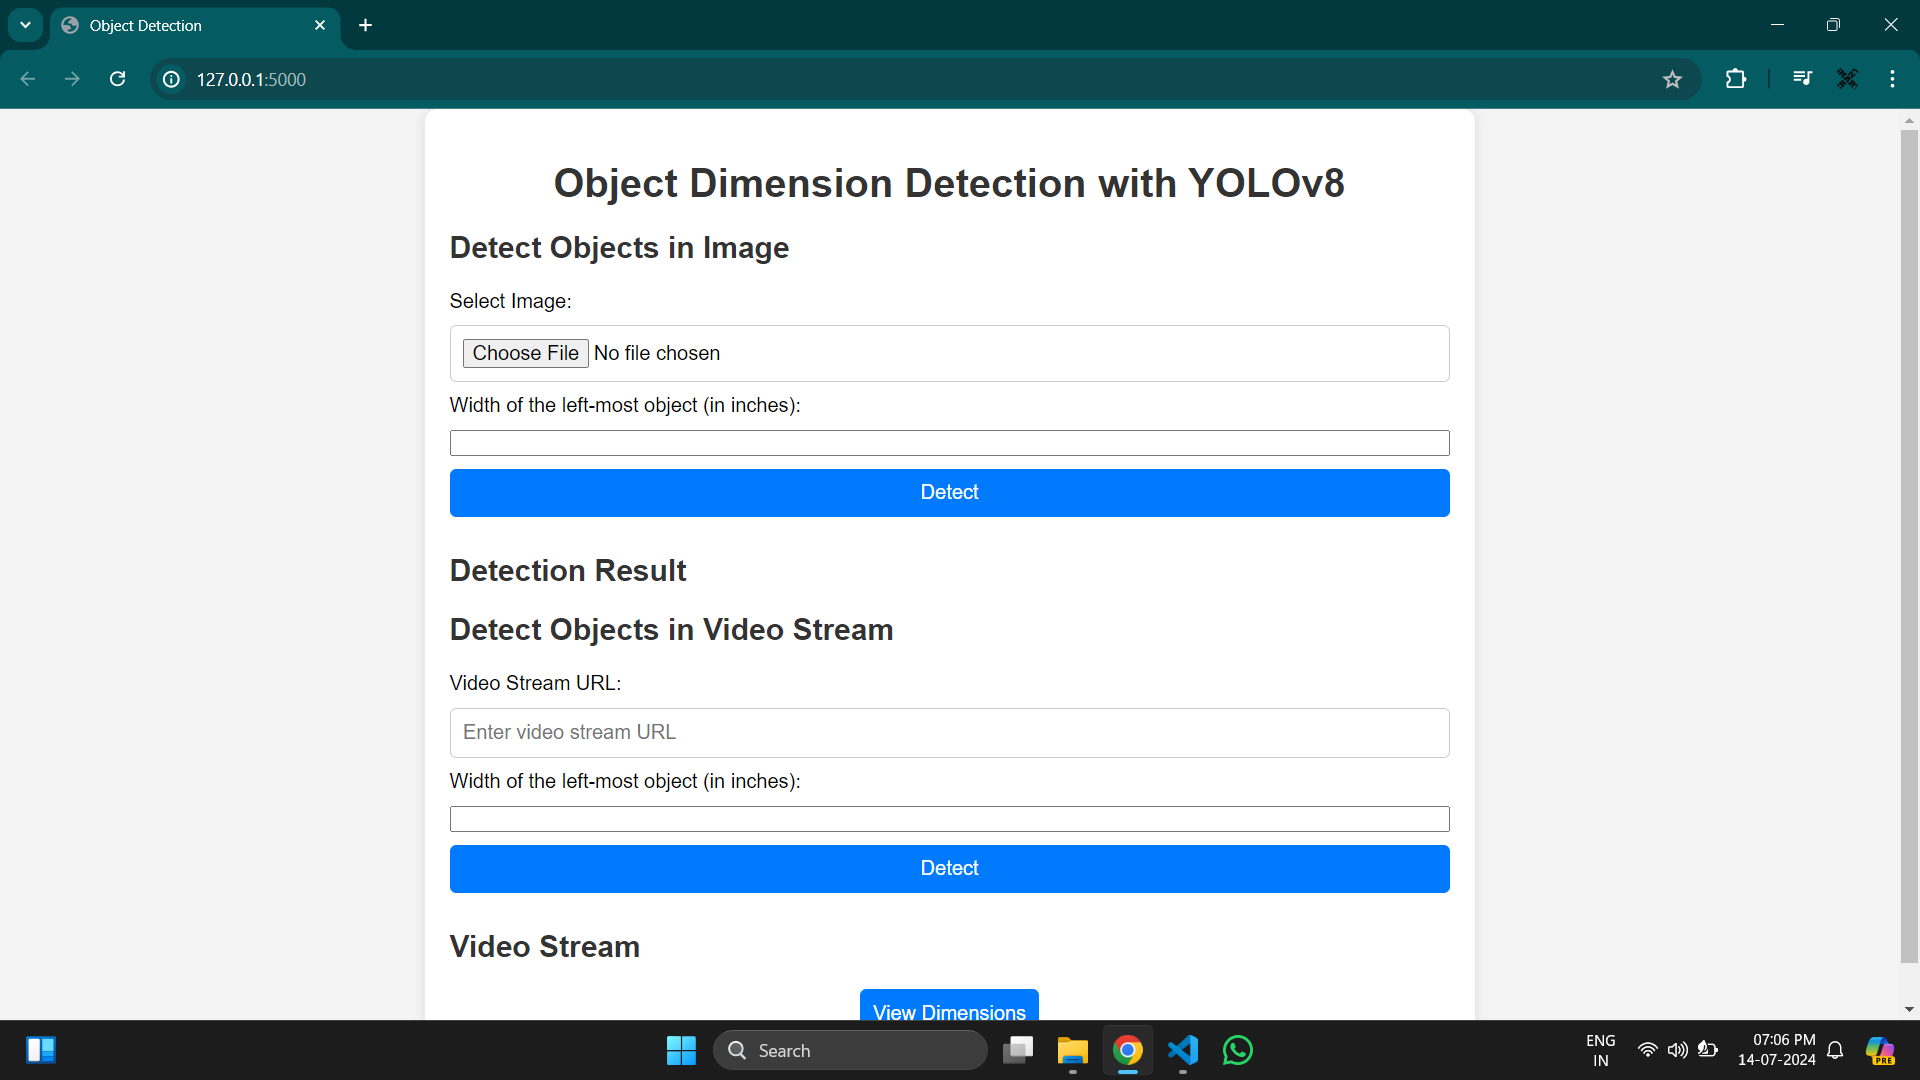 Object Detection
127.0.0.1:5000
Object Dimension Detection with YOLOv8
Detect Objects in Image
Select Image:
Choose File No file chosen
Width of the left-most object (in inches):
Detect
Detection Result
Detect Objects in Video Stream
Video Stream URL:
Enter video stream URL
Width of the left-most object (in inches):
Detect
Video Stream
View Dimensions
Search
ENG
IN
07:06 PM
14-07-2024
PRE